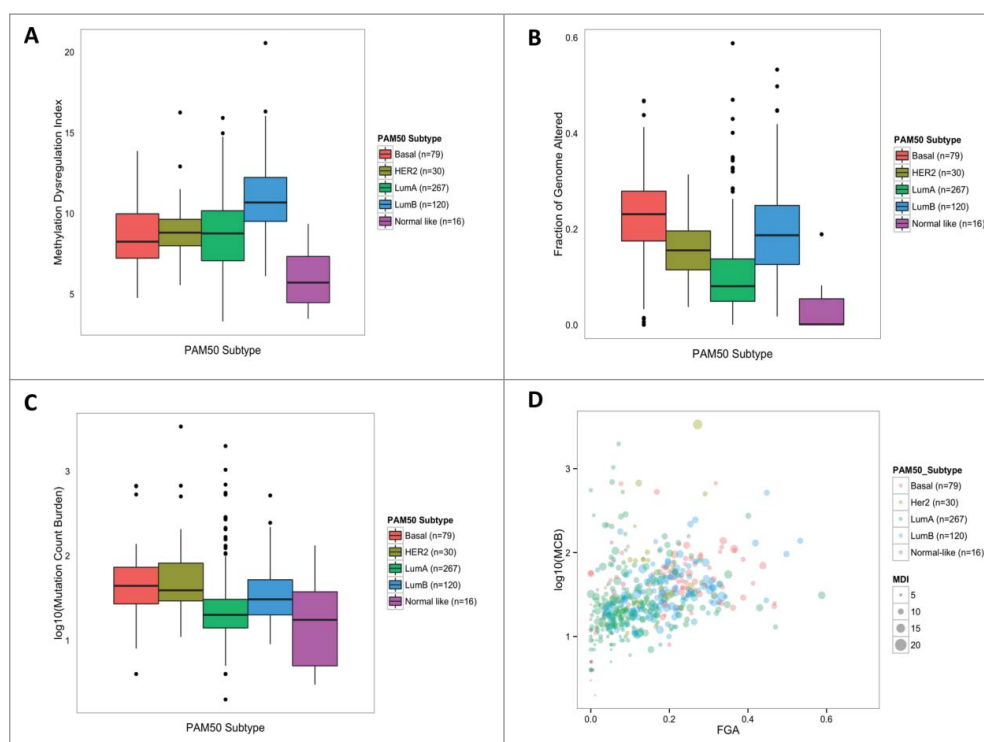 A
Methylation Dysregulation Index
20
15
10
5
PAM50 Subtype
PAM50 Subtype
Basal (n=79)
HER2 (n=30)
LumA (n=267)
LumB (n=120)
Normal like (n=16)
B
Fraction of Genome Altered
0.6
0.4
0.2
0.0
PAM50 Subtype
PAM50 Subtype
Basal (n=79)
HER2 (n=30)
LumA (n=267)
LumB (n=120)
Normal like (n=16)
C
log10(Mutation Count Burden)
3
2
1
PAM50 Subtype
PAM50 Subtype
Basal (n=79)
HER2 (n=30)
LumA (n=267)
LumB (n=120)
Normal like (n=16)
D
log10(MCB)
3
2
1
0.0 0.2 0.4 0.6
FGA
PAM50_Subtype
Basal (n=79)
Her2 (n=30)
LumA (n=267)
LumB (n=120)
Normal-like (n=16)
MDI
5
10
15
20